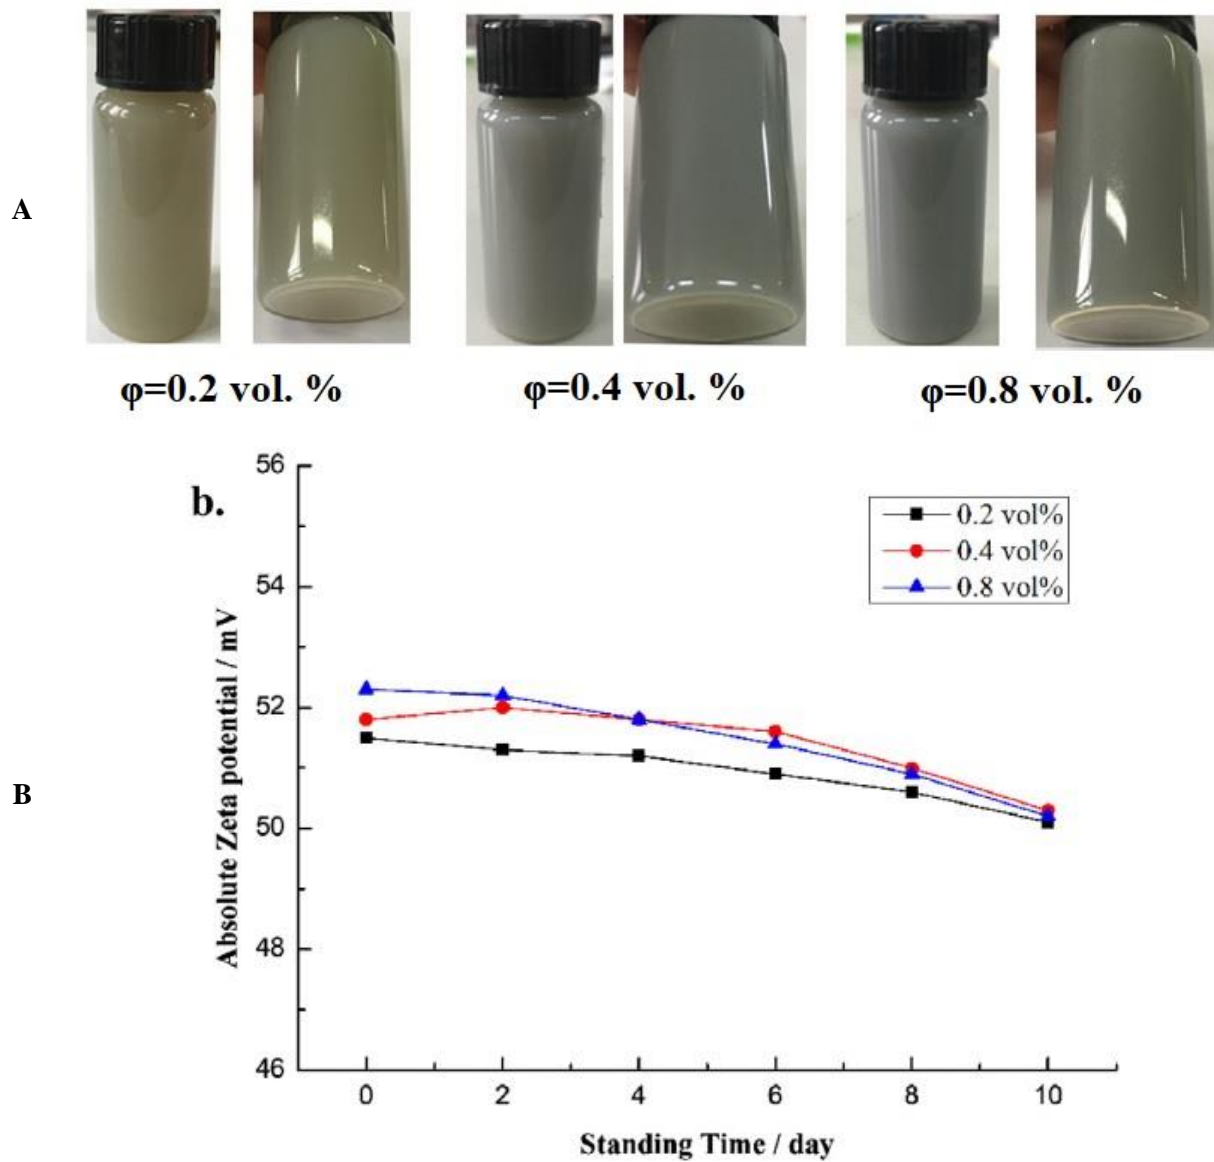 A
φ=0.2 vol. %
φ=0.4 vol. %
φ=0.8 vol. %
B
b.
56
54
52
50
48
46
Absolute Zeta potential / mV
0.2 vol%
0.4 vol%
0.8 vol%
0 2 4 6 8 10
Standing Time / day